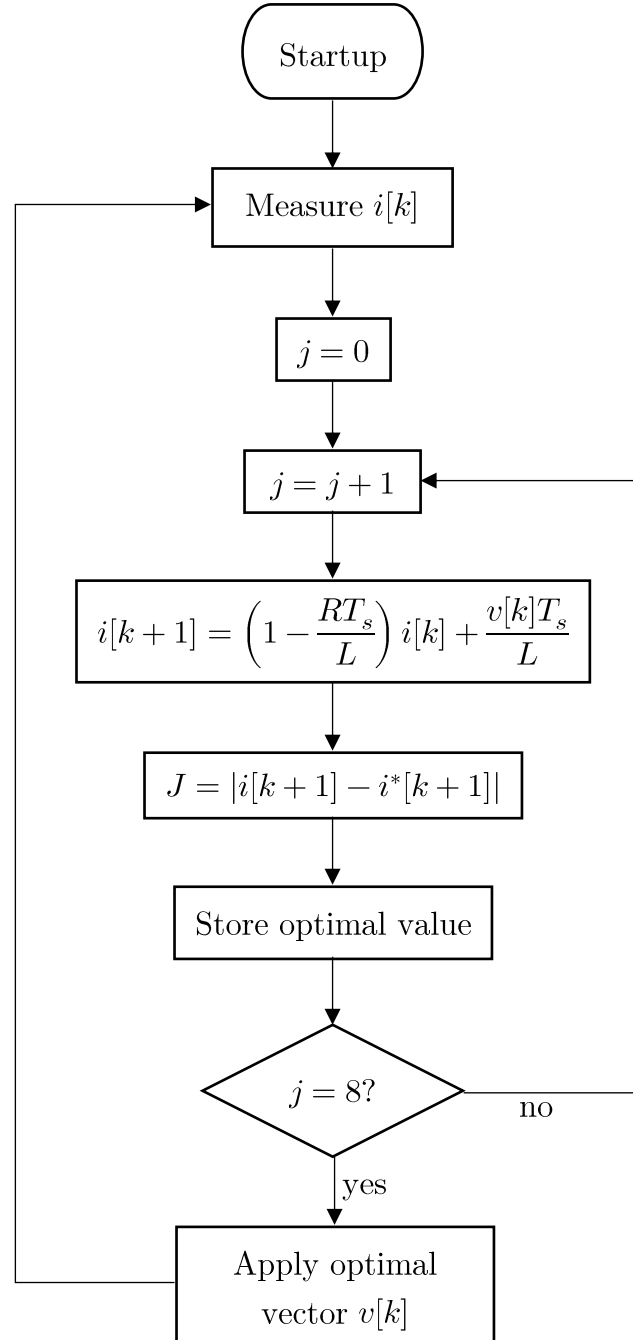 Startup
Measure i[k]
j = 0
j = j + 1
i[k + 1] = (1 − RT_s/L) i[k] + v[k]T_s/L
J = |i[k + 1] − i*[k + 1]|
Store optimal value
j = 8?
no
yes
Apply optimal
vector v[k]